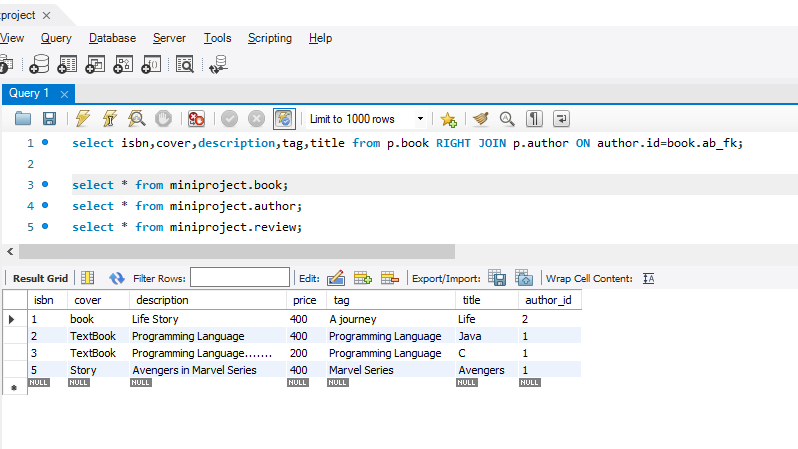 project
View Query Database Server Tools Scripting Help
Query 1
Limit to 1000 rows
1 select isbn,cover,description,tag,title from p.book RIGHT JOIN p.author ON author.id=book.ab_fk;
2
3 select * from miniproject.book;
4 select * from miniproject.author;
5 select * from miniproject.review;
Result Grid Filter Rows: Edit: Export/Import: Wrap Cell Content:
isbn cover description price tag title author_id
1 book Life Story 400 A journey Life 2
2 TextBook Programming Language 400 Programming Language Java 1
3 TextBook Programming Language....... 200 Programming Language C 1
5 Story Avengers in Marvel Series 400 Marvel Series Avengers 1
NULL NULL NULL NULL NULL NULL NULL